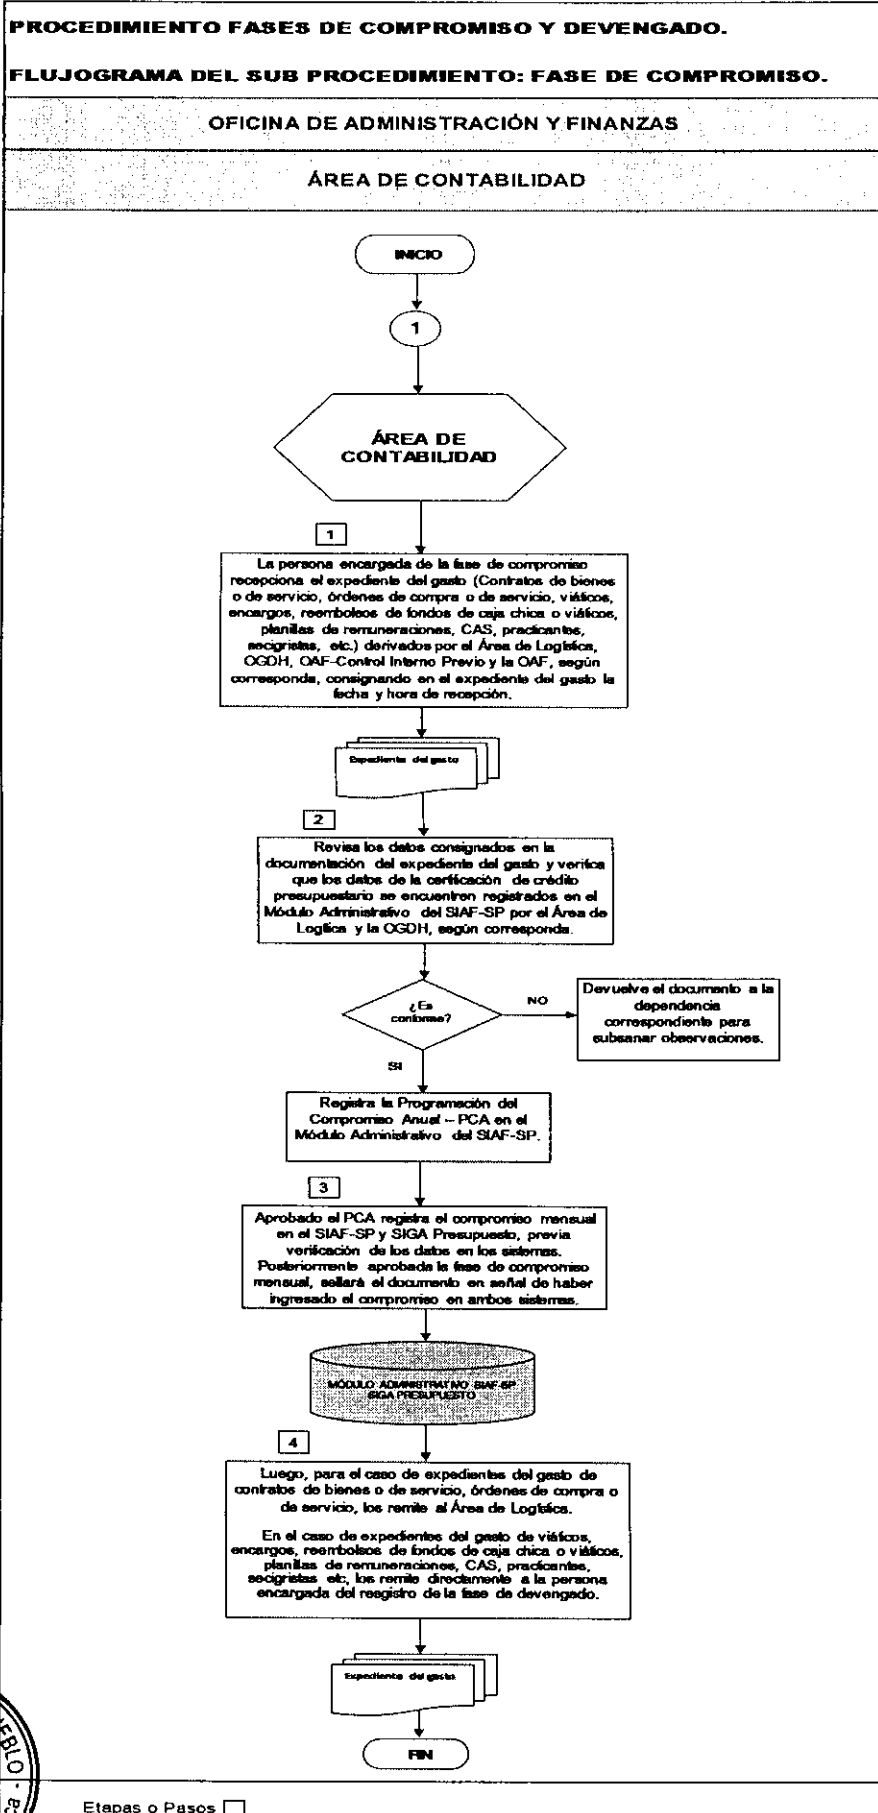 PROCEDIMIENTO FASES DE COMPROMISO Y DEVENGADO.
FLUJOGRAMA DEL SUB PROCEDIMIENTO: FASE DE COMPROMISO.
OFICINA DE ADMINISTRACIÓN Y FINANZAS
ÁREA DE CONTABILIDAD
INICIO
1
ÁREA DE
CONTABILIDAD
1
La persona encargada de la fase de compromiso
recepciona el expediente del gasto (Contratos de bienes
o de servicio, órdenes de compra o de servicio, viáticos,
encargos, reembolsos de fondos de caja chica o viáticos,
planillas de remuneraciones, CAS, practicantes,
secigristas, etc.) derivados por el Área de Logística,
OGDH, OAF-Control Interno Previo y la OAF, según
corresponda, consignando en el expediente del gasto la
fecha y hora de recepción.
Expediente del gasto
2
Revisa los datos consignados en la
documentación del expediente del gasto y verifica
que los datos de la certificación de crédito
presupuestario se encuentren registrados en el
Módulo Administrativo del SIAF-SP por el Área de
Logtica y la OGDH, según corresponda.
¿Es
conforme?
NO
Devuelve el documento a la
dependencia
correspondiente para
subsanar observaciones.
SI
Registra la Programación del
Compromiso Anual – PCA en el
Módulo Administrativo del SIAF-SP.
3
Aprobado el PCA registra el compromiso mensual
en el SIAF-SP y SIGA Presupuesto, previa
verificación de los datos en los sistemas.
Posteriormente aprobada la fase de compromiso
mensual, sellará el documento en señal de haber
ingresado el compromiso en ambos sistemas.
MÓDULO ADMINISTRATIVO SIAF-SP
SIGA PRESUPUESTO
4
Luego, para el caso de expedientes del gasto de
contratos de bienes o de servicio, órdenes de compra o
de servicio, los remite al Área de Logística.
En el caso de expedientes del gasto de viáticos,
encargos, reembolsos de fondos de caja chica o viáticos,
planillas de remuneraciones, CAS, practicantes,
secigristas etc, los remite directamente a la persona
encargada del resgistro de la fase de devengado.
Expediente del gasto
FIN
Etapas o Pasos